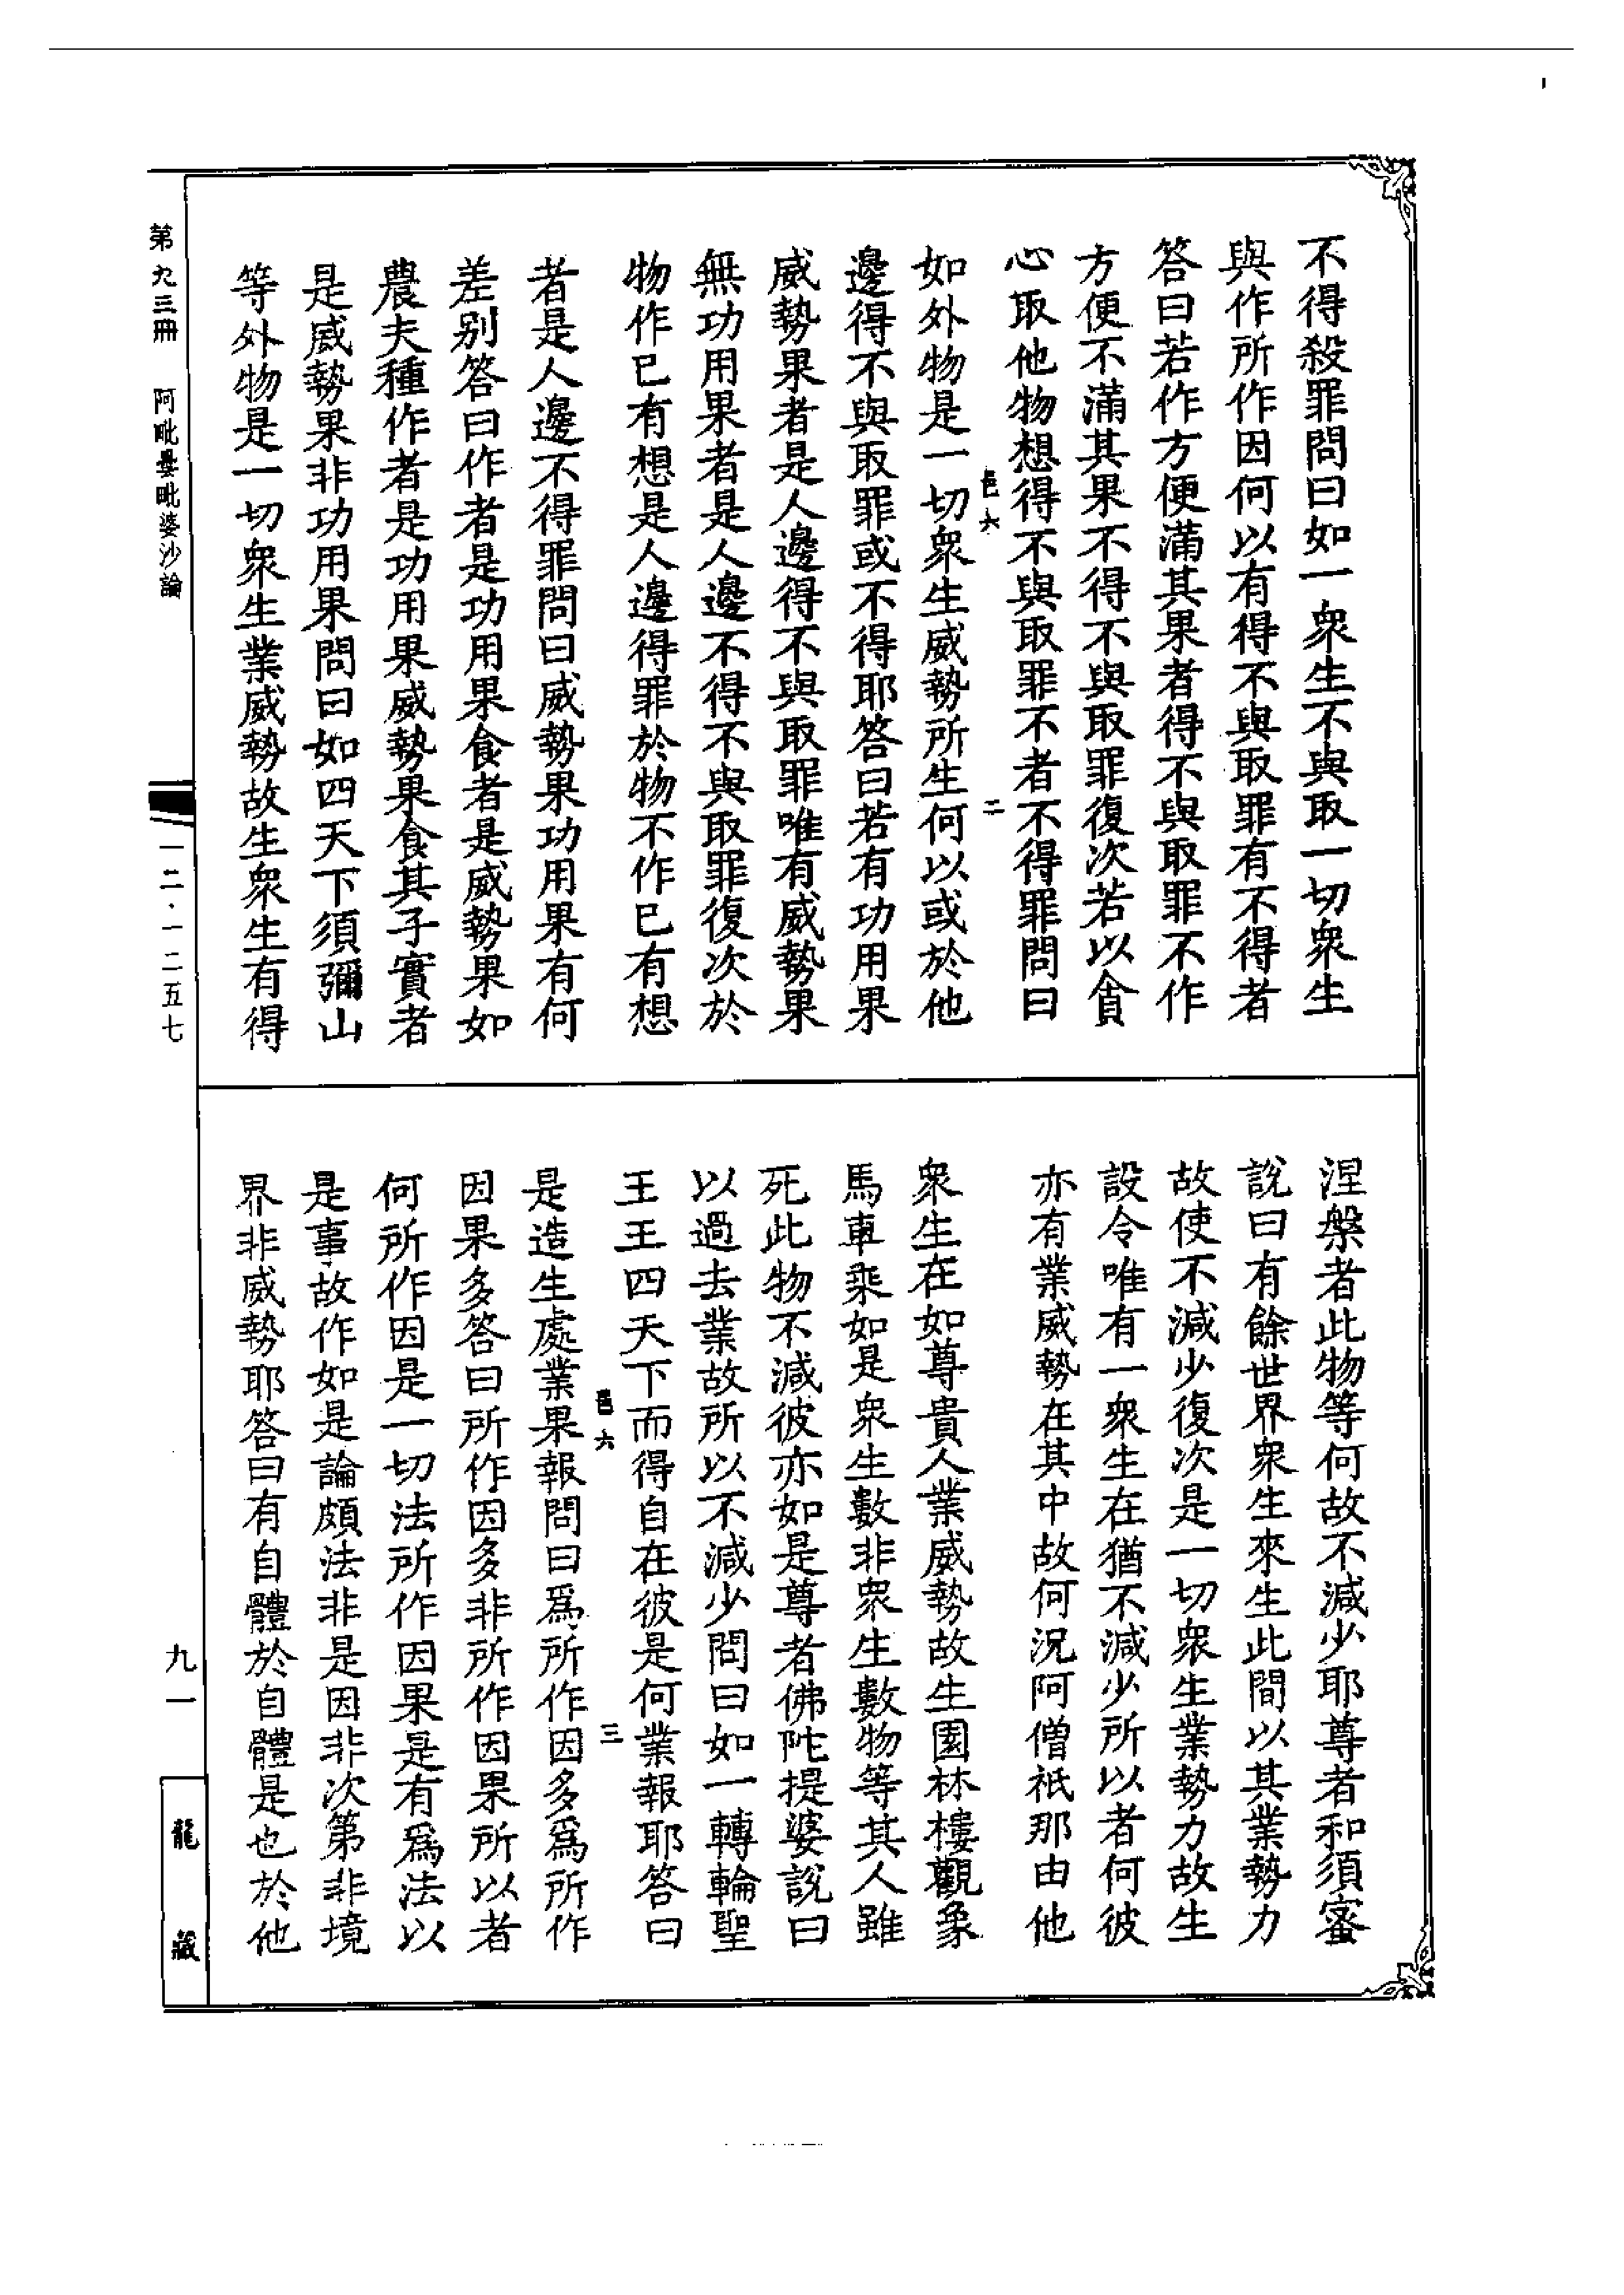 不得殺罪問曰如一衆生不與取一切衆生
與作所作因何以有得不與取罪有不得者
答曰若作方便滿其果者得不與取罪不作
方便不滿其果不得不與取罪復次若以貪
心取他物想得不與取罪不者不得罪問曰
邑六 二
如外物是一切衆生威勢所生何以或於他
邊得不與取罪或不得耶答曰若有功用果
威勢果者是人邊得不與取罪唯有威勢果
無功用果者是人邊不得不與取罪復次於
物作已有想是人邊得罪於物不作已有想
者是人邊不得罪問曰威勢果功用果有何
差别答曰作者是功用果食者是威勢果如
農夫種作者是功用果威勢果食其子實者
是威勢果非功用果問曰如四天下須彌山
等外物是一切衆生業威勢故生衆生有得
涅槃者此物等何故不減少耶尊者和須蜜
說曰有餘世界衆生來生此間以其業勢力
故使不減少復次是一切衆生業勢力故生
設令唯有一衆生在猶不減少所以者何彼
亦有業威勢在其中故何況阿僧祇那由他
衆生在如尊貴人業威勢故生園林樓觀象
馬車乘如是衆生數非衆生數物等其人雖
死此物不減彼亦如是尊者佛陀提婆說曰
以過去業故所以不減少問曰如一轉輪聖
王王四天下而得自在彼是何業報耶答曰
邑六 三
是造生處業果報問曰爲所作因多爲所作
因果多答曰所作因多非所作因果所以者
何所作因是一切法所作因果是有爲法以
是事故作如是論頗法非是因非次第非境
界非威勢耶答曰有自體於自體是也於他
第九三冊 阿毗曇毗婆沙論
一二·一二五七
九一
龍藏